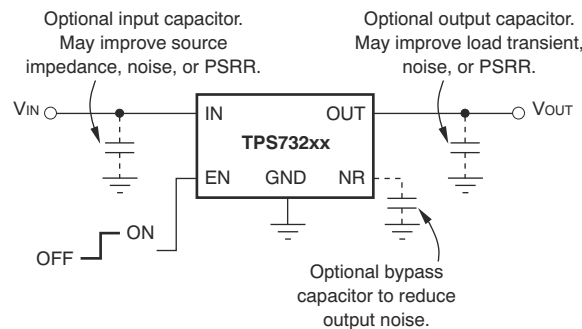 Optional input capacitor.
May improve source
impedance, noise, or PSRR.
Optional output capacitor.
May improve load transient,
noise, or PSRR.
VIN
IN
OUT
VOUT
TPS732xx
EN
GND
NR
ON
OFF
Optional bypass
capacitor to reduce
output noise.